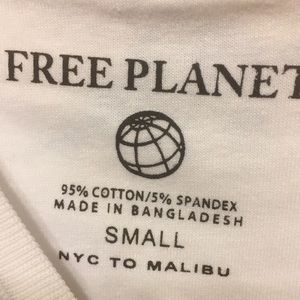 FREE PLANET
95% COTTON/5% SPANDEX
MADE IN BANGLADESH
SMALL
NYC TO MALIBU